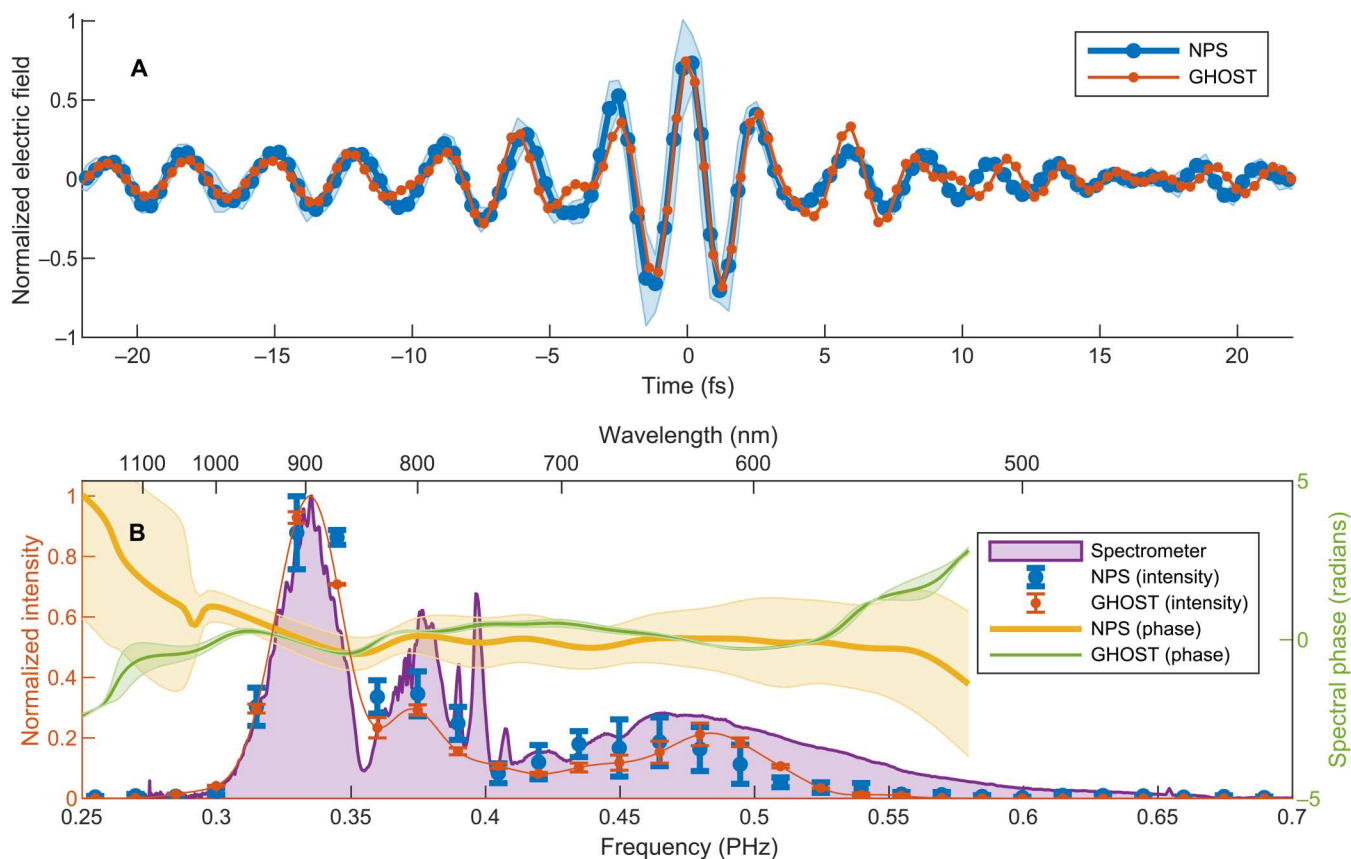 1
0.5
0
–0.5
–1
Normalized electric field
A
NPS
GHOST
–20 –15 –10 –5 0 5 10 15 20
Time (fs)
Wavelength (nm)
1100 1000 900 800 700 600 500
1
0.8
0.6
0.4
0.2
0
Normalized intensity
B
Spectrometer
NPS (intensity)
GHOST (intensity)
NPS (phase)
GHOST (phase)
5
0
–5
Spectral phase (radians)
0.25 0.3 0.35 0.4 0.45 0.5 0.55 0.6 0.65 0.7
Frequency (PHz)